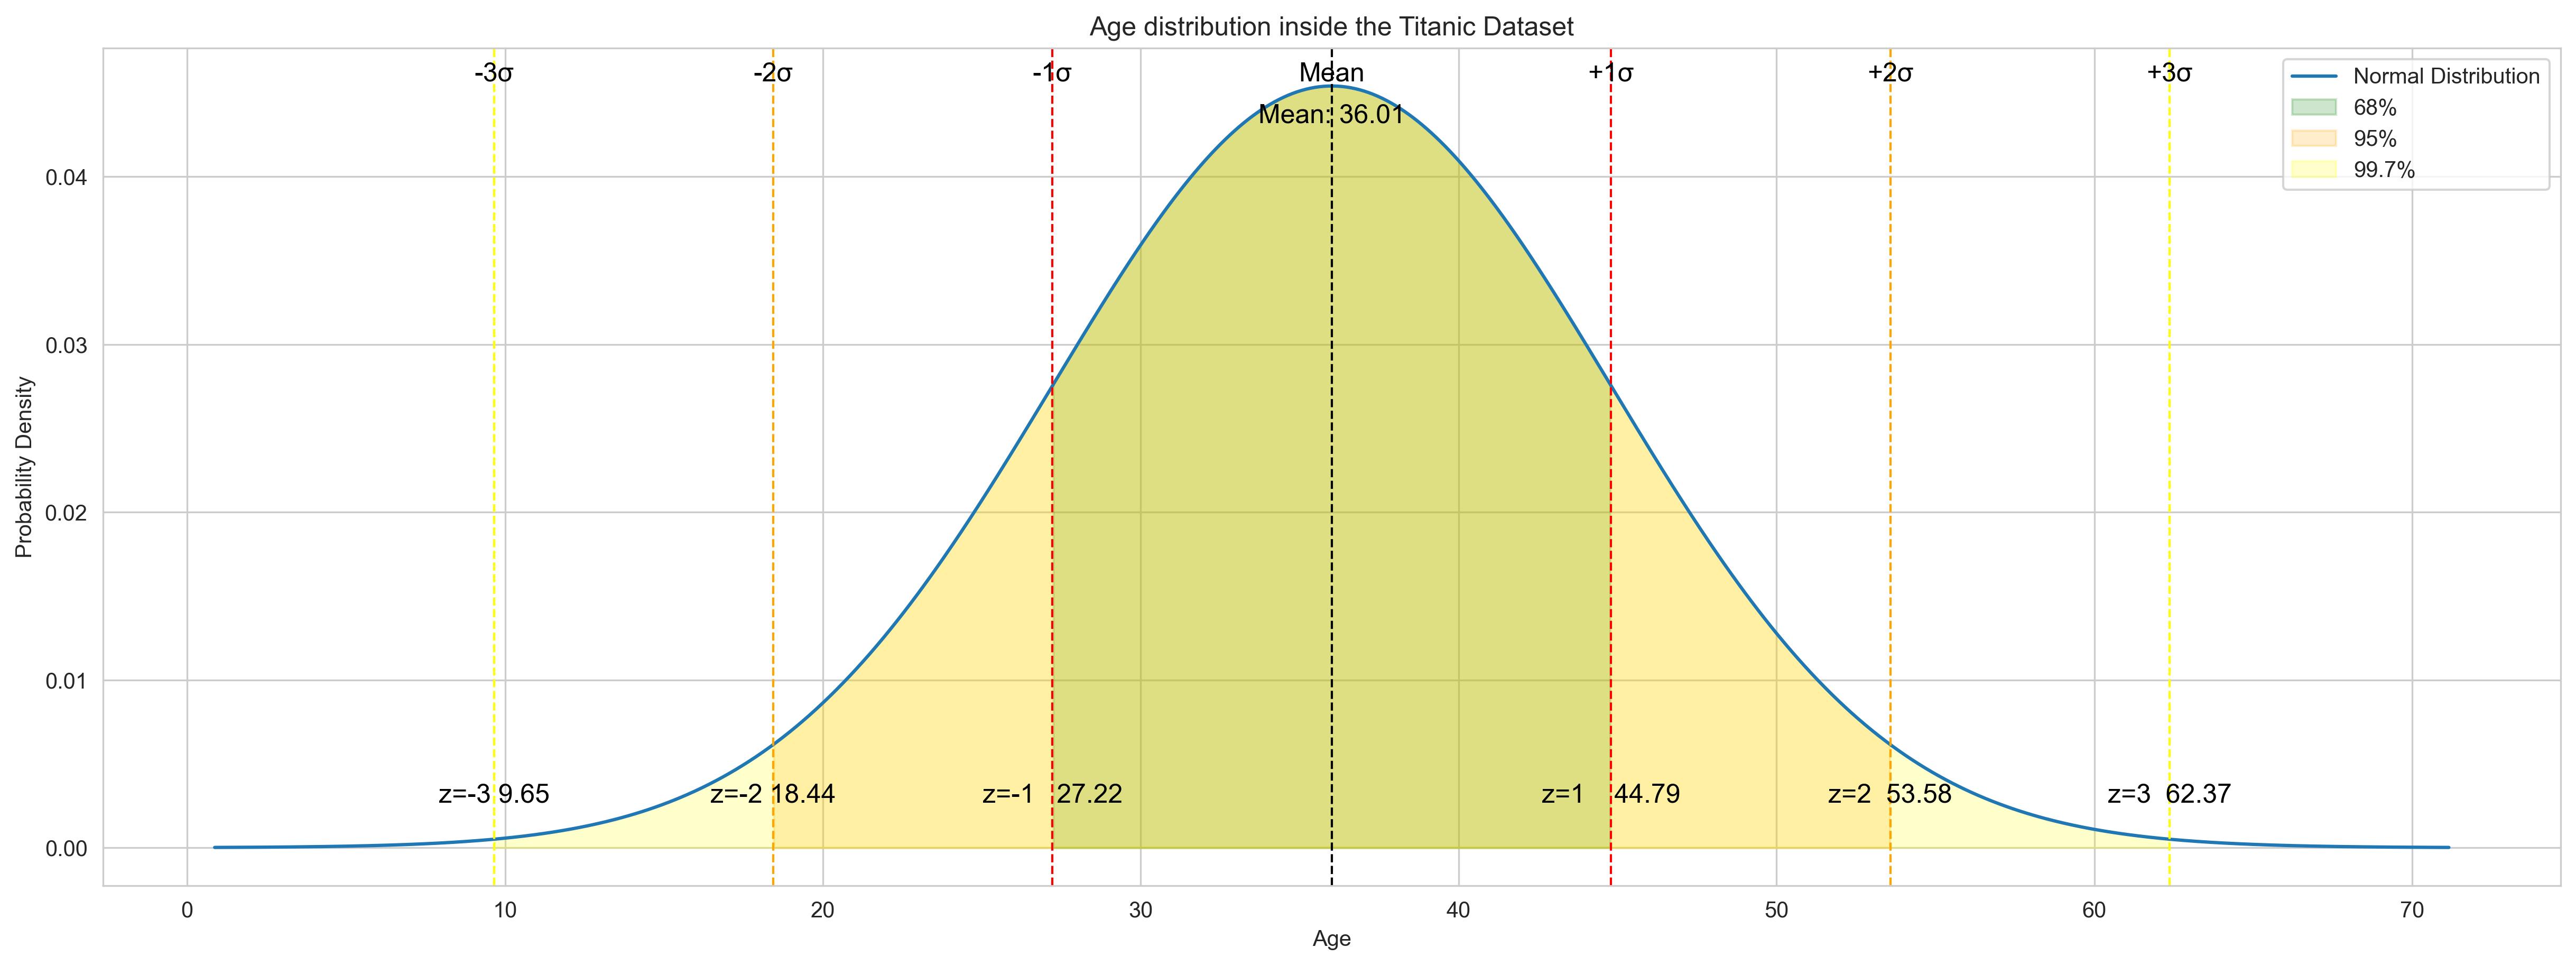 Age distribution inside the Titanic Dataset
-3σ -2σ -1σ Mean +1σ +2σ +3σ
Mean: 36.01
Normal Distribution
68%
95%
99.7%
0.04
0.03
0.02
0.01
0.00
Probability Density
z=-3 9.65 z=-2 18.44 z=-1 27.22 z=1 44.79 z=2 53.58 z=3 62.37
0 10 20 30 40 50 60 70
Age